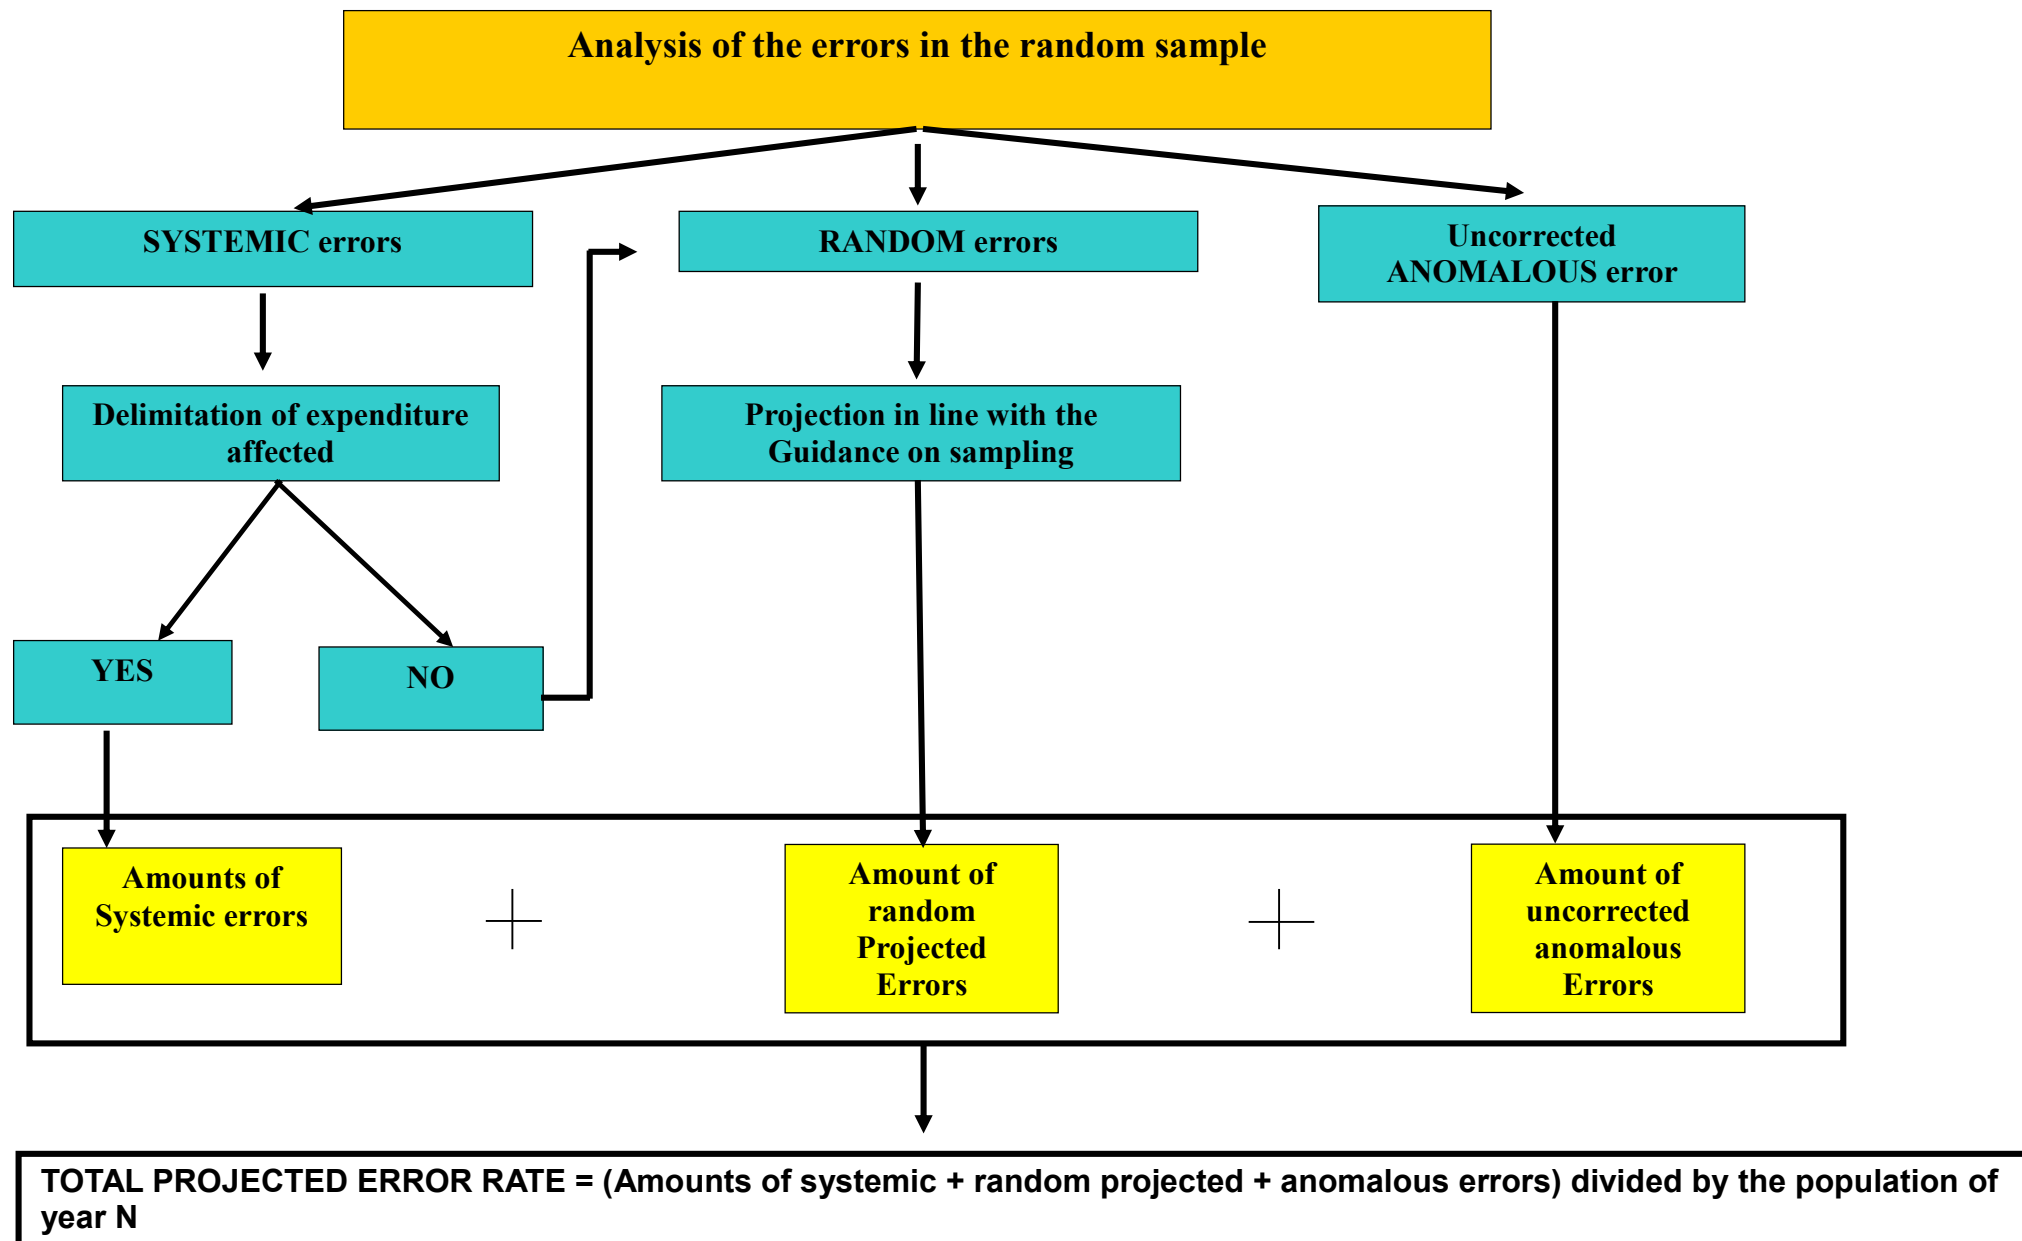 Analysis of the errors in the random sample
SYSTEMIC errors
RANDOM errors
Uncorrected
ANOMALOUS error
Delimitation of expenditure
affected
Projection in line with the
Guidance on sampling
YES
NO
Amounts of
Systemic errors
+
Amount of
random
Projected
Errors
+
Amount of
uncorrected
anomalous
Errors
TOTAL PROJECTED ERROR RATE = (Amounts of systemic + random projected + anomalous errors) divided by the population of
year N